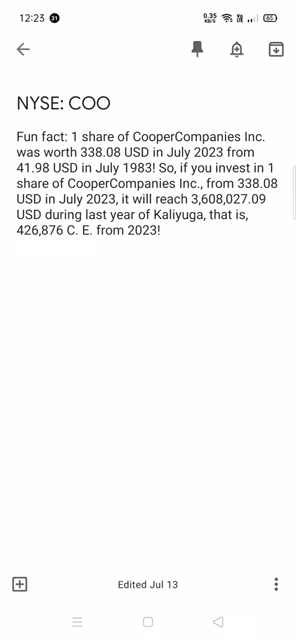 12:23 31 0.35 KB/S 65
NYSE: COO
Fun fact: 1 share of CooperCompanies Inc.
was worth 338.08 USD in July 2023 from
41.98 USD in July 1983! So, if you invest in 1
share of CooperCompanies Inc., from 338.08
USD in July 2023, it will reach 3,608,027.09
USD during last year of Kaliyuga, that is,
426,876 C. E. from 2023!
Edited Jul 13